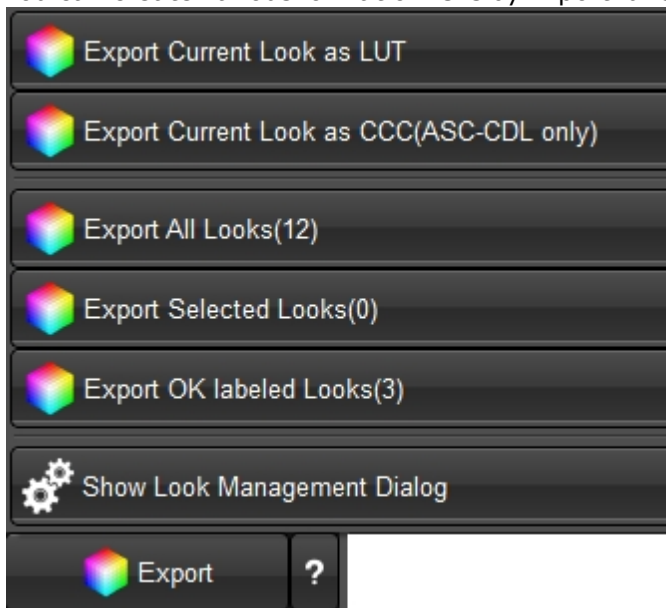 Export Current Look as LUT
Export Current Look as CCC(ASC-CDL only)
Export All Looks(12)
Export Selected Looks(0)
Export OK labeled Looks(3)
Show Look Management Dialog
Export ?